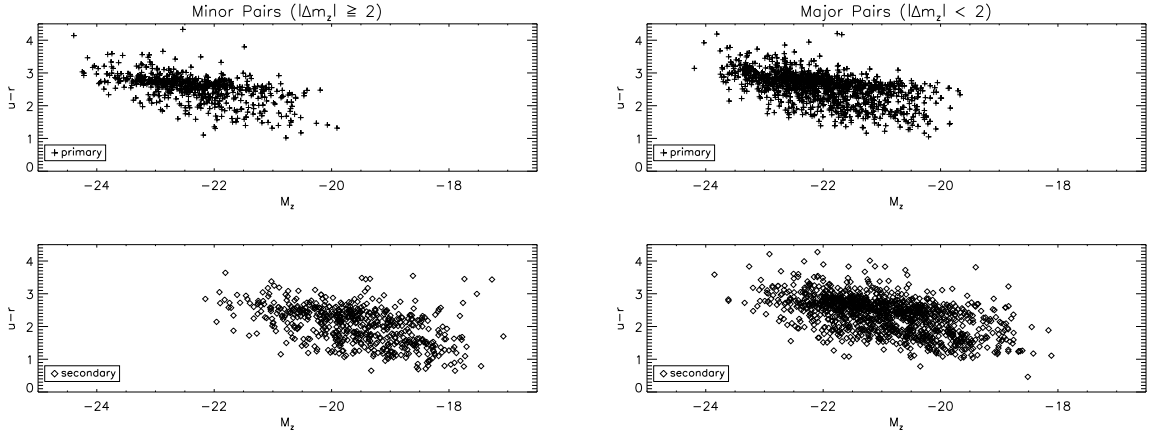 Minor Pairs (|Δm_z| ≧ 2)
4
3
2
1
0
u−r
+ primary
−24 −22 −20 −18
M_z
Major Pairs (|Δm_z| < 2)
4
3
2
1
0
u−r
+ primary
−24 −22 −20 −18
M_z
4
3
2
1
0
u−r
◇ secondary
−24 −22 −20 −18
M_z
4
3
2
1
0
u−r
◇ secondary
−24 −22 −20 −18
M_z